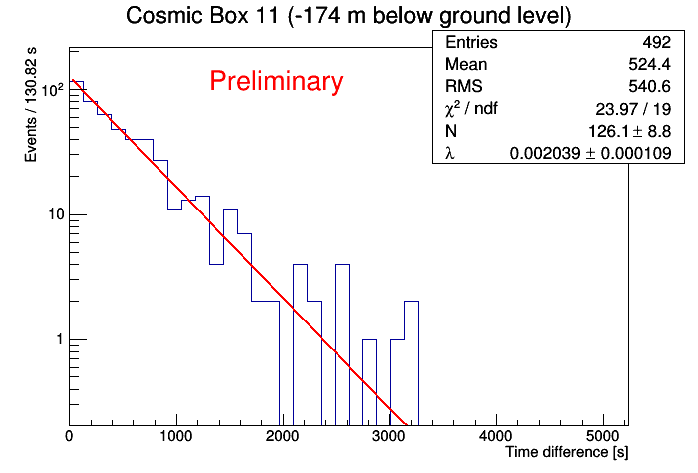 Cosmic Box 11 (-174 m below ground level)
Entries 492
Mean 524.4
RMS 540.6
χ² / ndf 23.97 / 19
N 126.1 ± 8.8
λ 0.002039 ± 0.000109
Preliminary
Events / 130.82 s
10²
10
1
0 1000 2000 3000 4000 5000
Time difference [s]